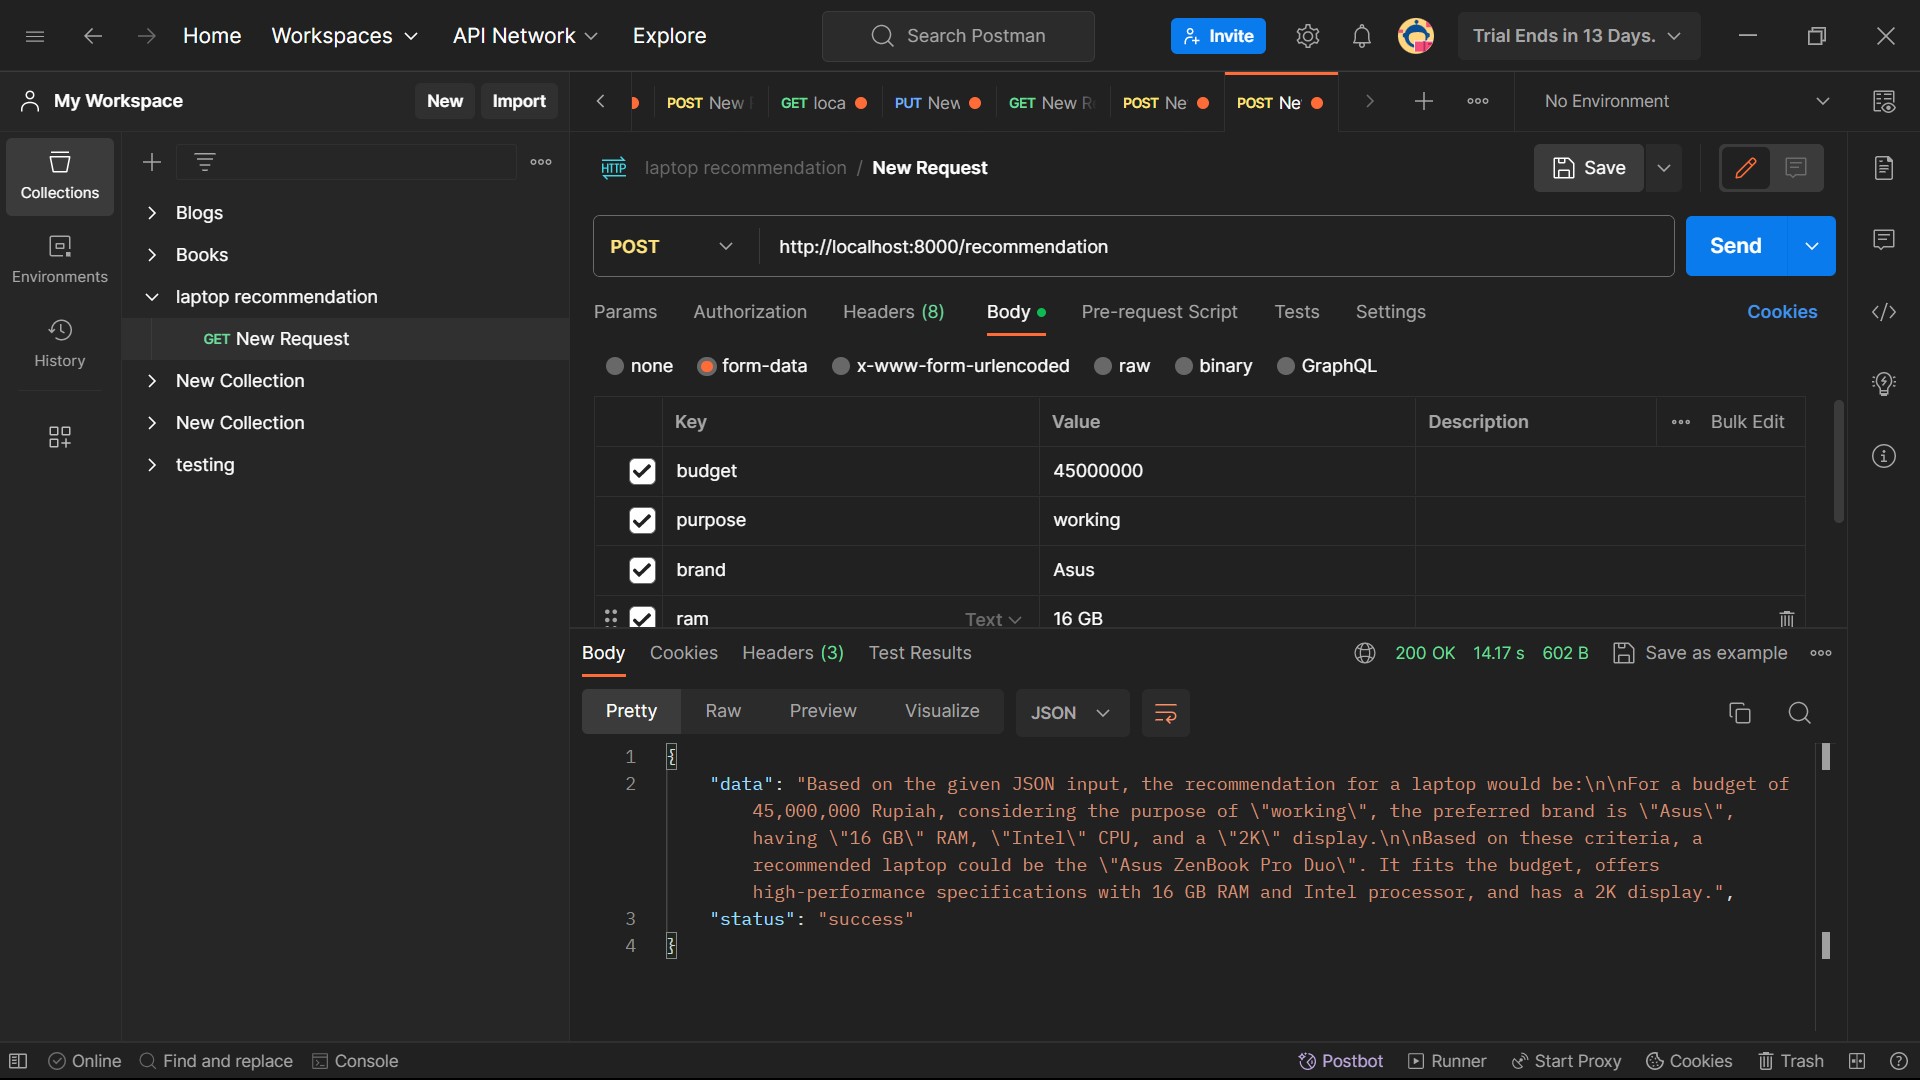 Home Workspaces API Network Explore Search Postman Invite Trial Ends in 13 Days.
My Workspace New Import
POST New GET loca PUT New GET New R POST Ne POST Ne No Environment
Collections
Environments
History
Blogs
Books
laptop recommendation
GET New Request
New Collection
New Collection
testing
HTTP laptop recommendation / New Request Save
POST http://localhost:8000/recommendation Send
Params Authorization Headers (8) Body Pre-request Script Tests Settings Cookies
none form-data x-www-form-urlencoded raw binary GraphQL
Key Value Description Bulk Edit
budget 45000000
purpose working
brand Asus
ram Text 16 GB
Body Cookies Headers (3) Test Results 200 OK 14.17 s 602 B Save as example
Pretty Raw Preview Visualize JSON
1 {
2 "data": "Based on the given JSON input, the recommendation for a laptop would be:\n\nFor a budget of
45,000,000 Rupiah, considering the purpose of \"working\", the preferred brand is \"Asus\",
having \"16 GB\" RAM, \"Intel\" CPU, and a \"2K\" display.\n\nBased on these criteria, a
recommended laptop could be the \"Asus ZenBook Pro Duo\". It fits the budget, offers
high-performance specifications with 16 GB RAM and Intel processor, and has a 2K display.",
3 "status": "success"
4 }
Online Find and replace Console Postbot Runner Start Proxy Cookies Trash